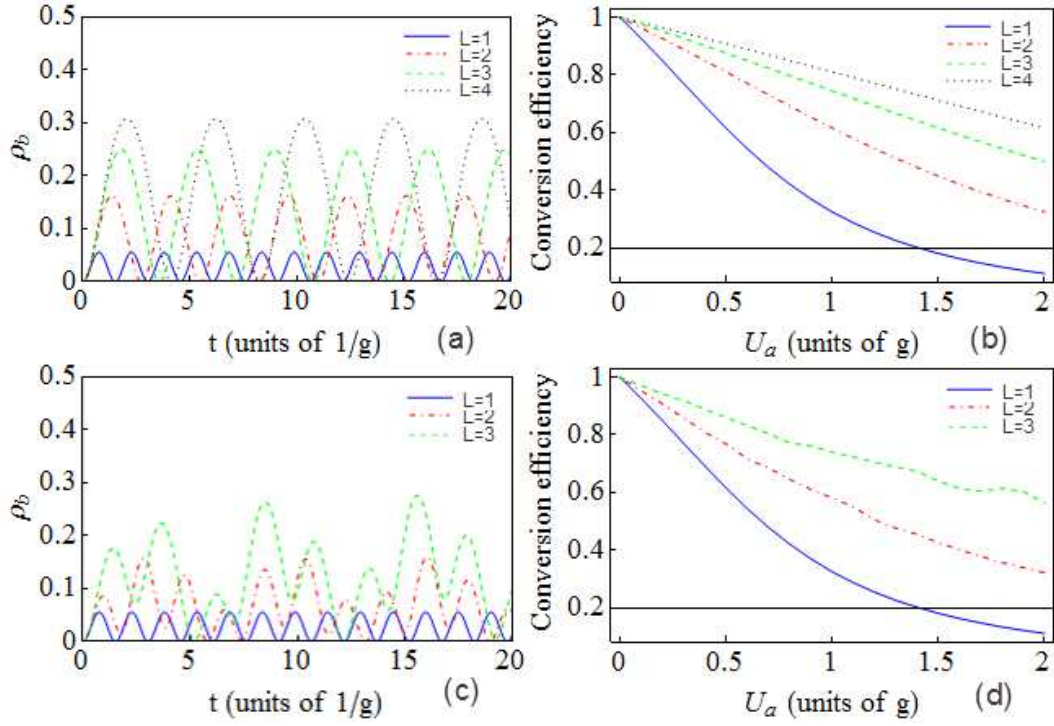 0.5
0.4
0.3
0.2
0.1
0
ρb
L=1
L=2
L=3
L=4
0 5 10 15 20
t (units of 1/g)
(a)
1
0.8
0.6
0.4
0.2
Conversion efficiency
L=1
L=2
L=3
L=4
0 0.5 1 1.5 2
Ua (units of g)
(b)
0.5
0.4
0.3
0.2
0.1
0
ρb
L=1
L=2
L=3
0 5 10 15 20
t (units of 1/g)
(c)
1
0.8
0.6
0.4
0.2
Conversion efficiency
L=1
L=2
L=3
0 0.5 1 1.5 2
Ua (units of g)
(d)